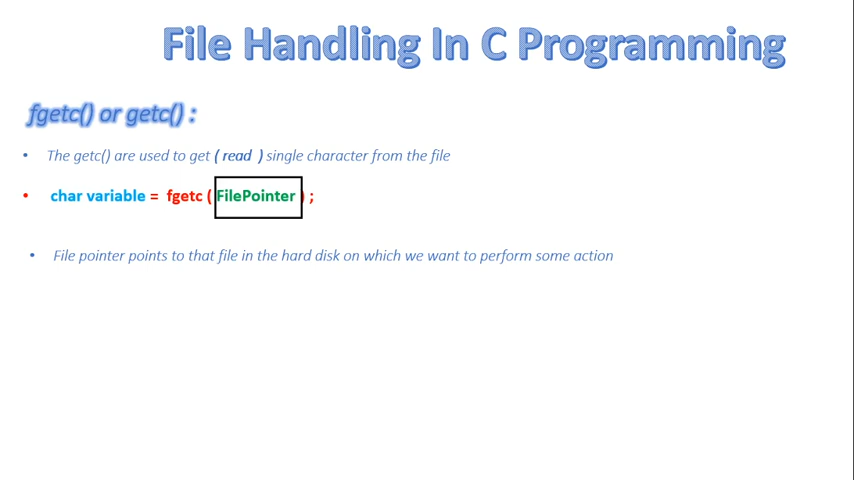 File Handling In C Programming
fgetc() or getc() :
• The getc() are used to get ( read ) single character from the file
• char variable = fgetc ( FilePointer ) ;
• File pointer points to that file in the hard disk on which we want to perform some action